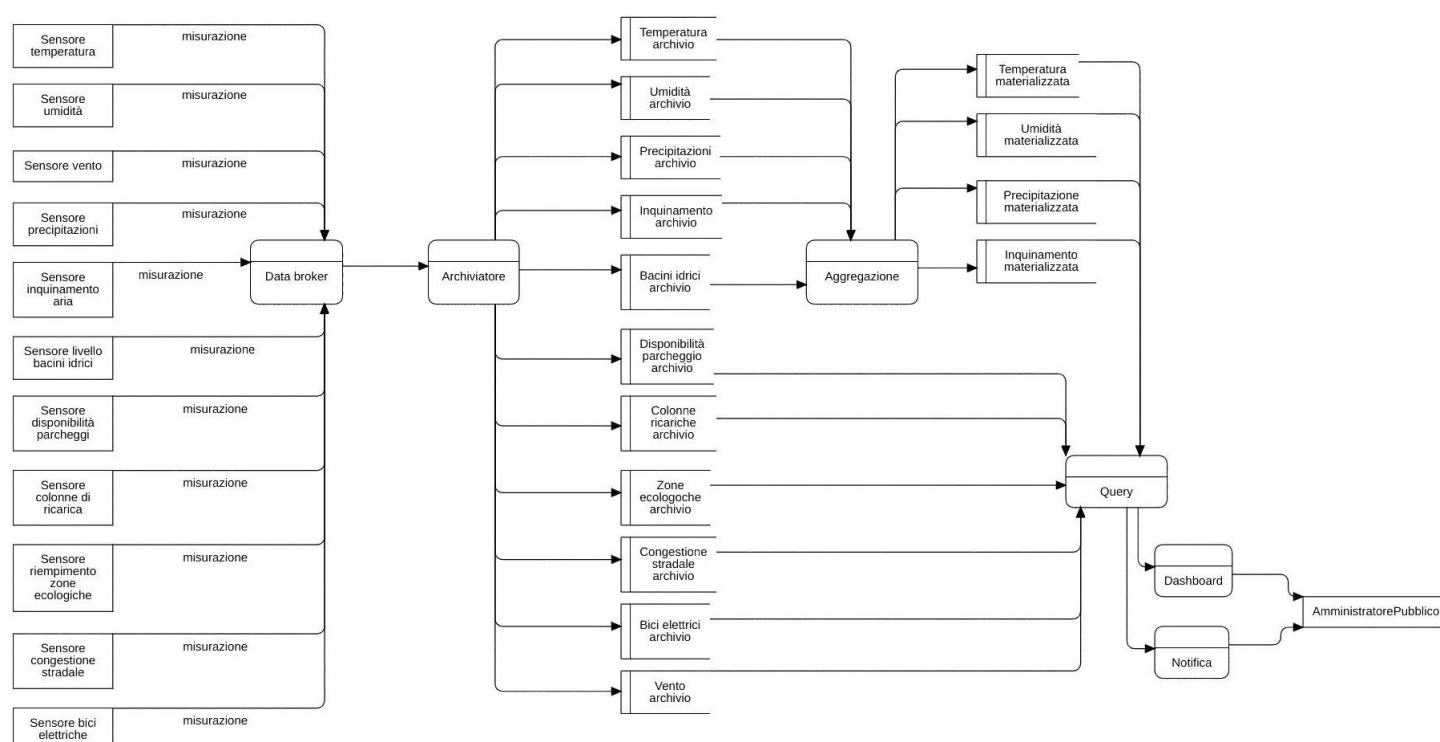 Sensore
temperatura
misurazione
Sensore
umidità
misurazione
Sensore vento
misurazione
Sensore
precipitazioni
misurazione
Sensore
inquinamento
aria
misurazione
Sensore livello
bacini idrici
misurazione
Sensore
disponibilità
parcheggi
misurazione
Sensore
colonne di
ricarica
misurazione
Sensore
riempimento
zone
ecologiche
misurazione
Sensore
congestione
stradale
misurazione
Sensore bici
elettriche
misurazione
Data broker
Archiviatore
Temperatura
archivio
Umidità
archivio
Precipitazioni
archivio
Inquinamento
archivio
Bacini idrici
archivio
Disponibilità
parcheggio
archivio
Colonne
ricariche
archivio
Zone
ecologoche
archivio
Congestione
stradale
archivio
Bici elettrici
archivio
Vento
archivio
Aggregazione
Temperatura
materializzata
Umidità
materializzata
Precipitazione
materializzata
Inquinamento
materializzata
Query
Dashboard
Notifica
AmministratorePubblico